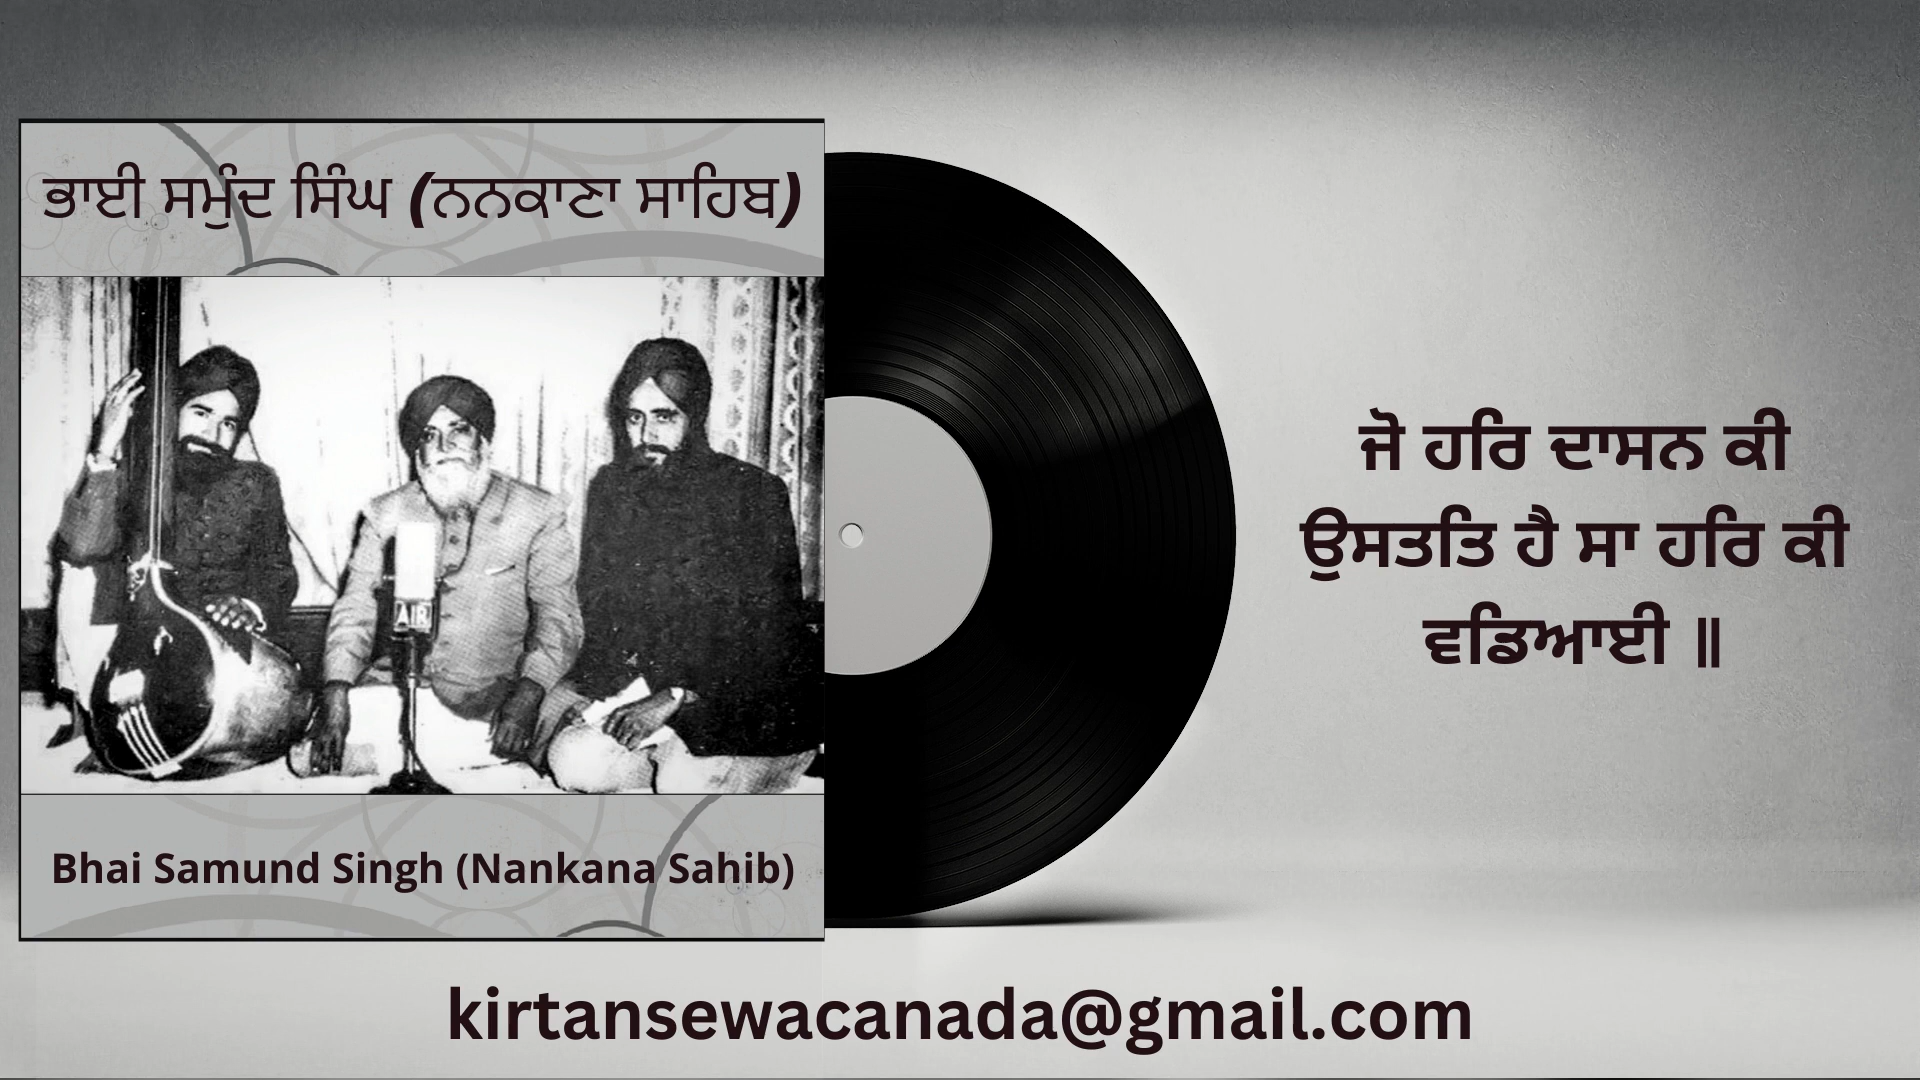 ਭਾਈ ਸਮੁੰਦ ਸਿੰਘ (ਨਨਕਾਣਾ ਸਾਹਿਬ)
AIR
Bhai Samund Singh (Nankana Sahib)
ਜੋ ਹਰਿ ਦਾਸਨ ਕੀ
ਉਸਤਤਿ ਹੈ ਸਾ ਹਰਿ ਕੀ
ਵਡਿਆਈ ॥
kirtansewacanada@gmail.com